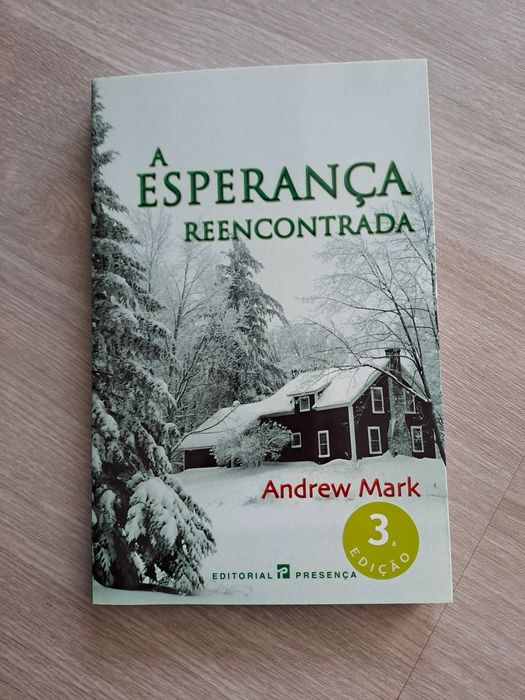 A
ESPERANÇA
REENCONTRADA
Andrew Mark
3.ª
EDIÇÃO
EDITORIAL PRESENÇA